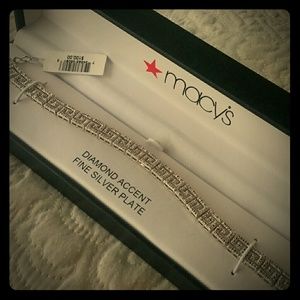 macy's
DIAMOND ACCENT
FINE SILVER PLATE